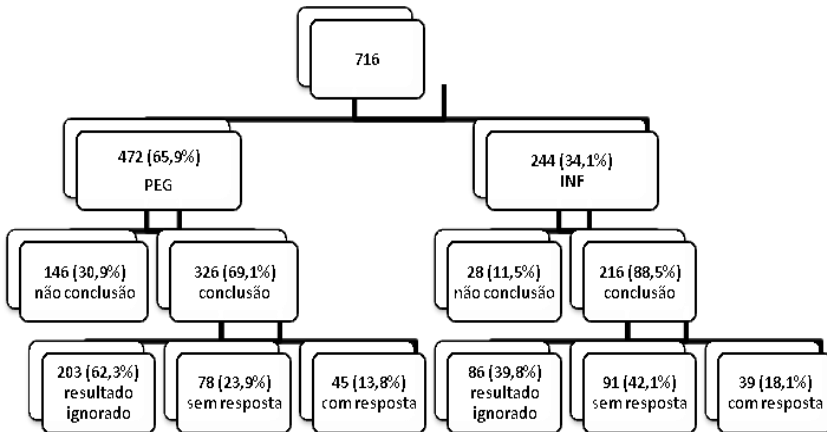 716
472 (65,9%)
PEG
244 (34,1%)
INF
146 (30,9%)
não conclusão
326 (69,1%)
conclusão
28 (11,5%)
não conclusão
216 (88,5%)
conclusão
203 (62,3%)
resultado
ignorado
78 (23,9%)
sem resposta
45 (13,8%)
com resposta
86 (39,8%)
resultado
ignorado
91 (42,1%)
sem resposta
39 (18,1%)
com resposta